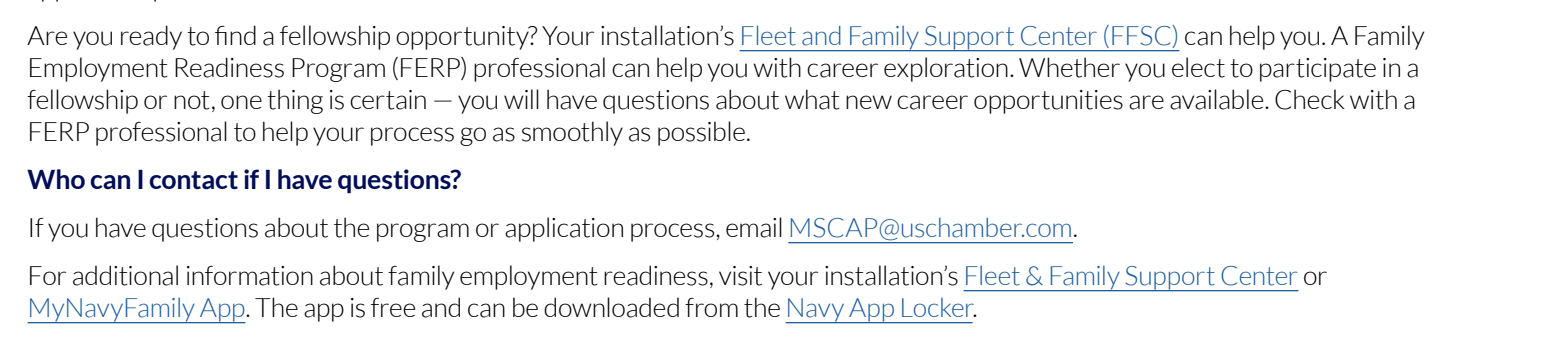 Are you ready to find a fellowship opportunity? Your installation’s Fleet and Family Support Center (FFSC) can help you. A Family
Employment Readiness Program (FERP) professional can help you with career exploration. Whether you elect to participate in a
fellowship or not, one thing is certain — you will have questions about what new career opportunities are available. Check with a
FERP professional to help your process go as smoothly as possible.
Who can I contact if I have questions?
If you have questions about the program or application process, email MSCAP@uschamber.com.
For additional information about family employment readiness, visit your installation’s Fleet & Family Support Center or
MyNavyFamily App. The app is free and can be downloaded from the Navy App Locker.